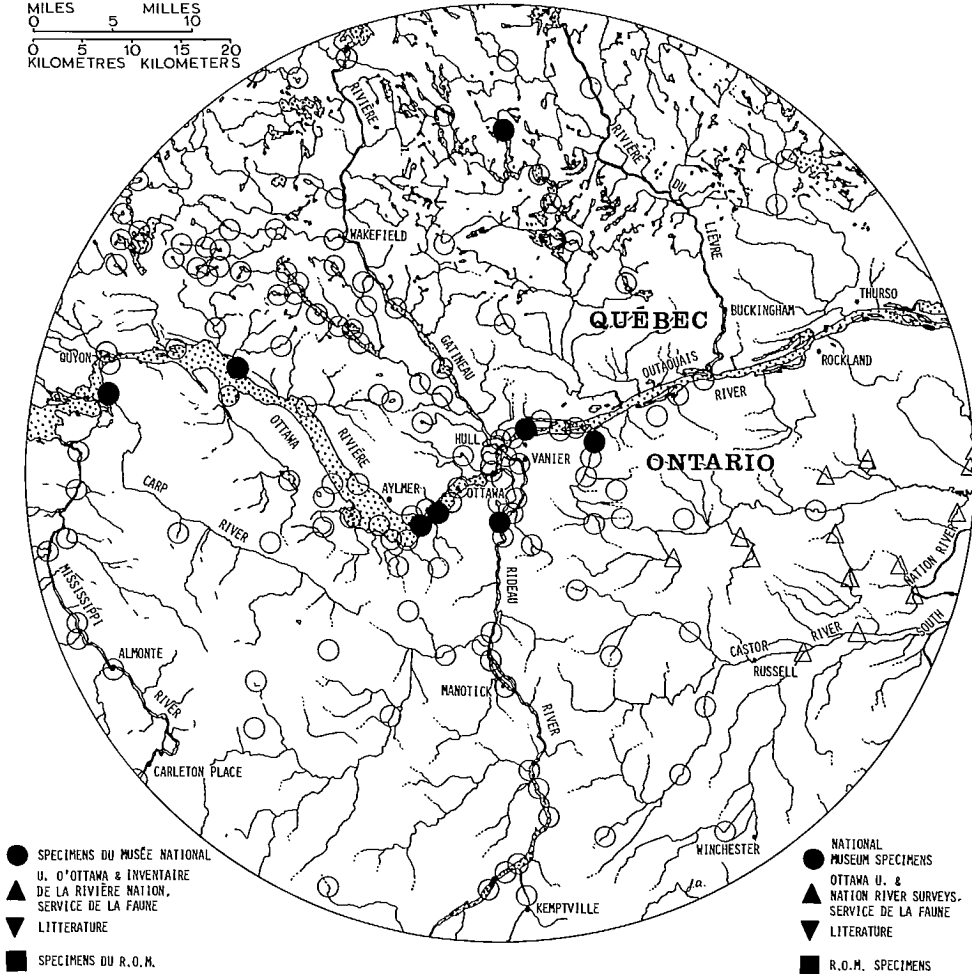 MILES MILLES
0 5 10
0 5 10 15 20
KILOMETRES KILOMETERS
RIVIÈRE
RIVIÈRE
DU
LIÈVRE
WAKEFIELD
GATINEAU
QUÉBEC
BUCKINGHAM
THURSO
ROCKLAND
QUYON
OUTAOUAIS
RIVER
OTTAWA
RIVIÈRE
HULL
VANIER
ONTARIO
AYLMER
OTTAWA
CARP
RIVER
MISSISSIPPI
RIVER
ALMONTE
CARLETON PLACE
RIDEAU
RIVER
MANOTICK
CASTOR
RIVER
RUSSELL
SOUTH
NATION RIVER
WINCHESTER
KEMPTVILLE
j.a.
SPECIMENS DU MUSÉE NATIONAL
U. O'OTTAWA & INVENTAIRE
DE LA RIVIÈRE NATION,
SERVICE DE LA FAUNE
LITTERATURE
SPECIMENS DU R.O.M.
NATIONAL
MUSEUM SPECIMENS
OTTAWA U. &
NATION RIVER SURVEYS-
SERVICE DE LA FAUNE
LITERATURE
R.O.M. SPECIMENS